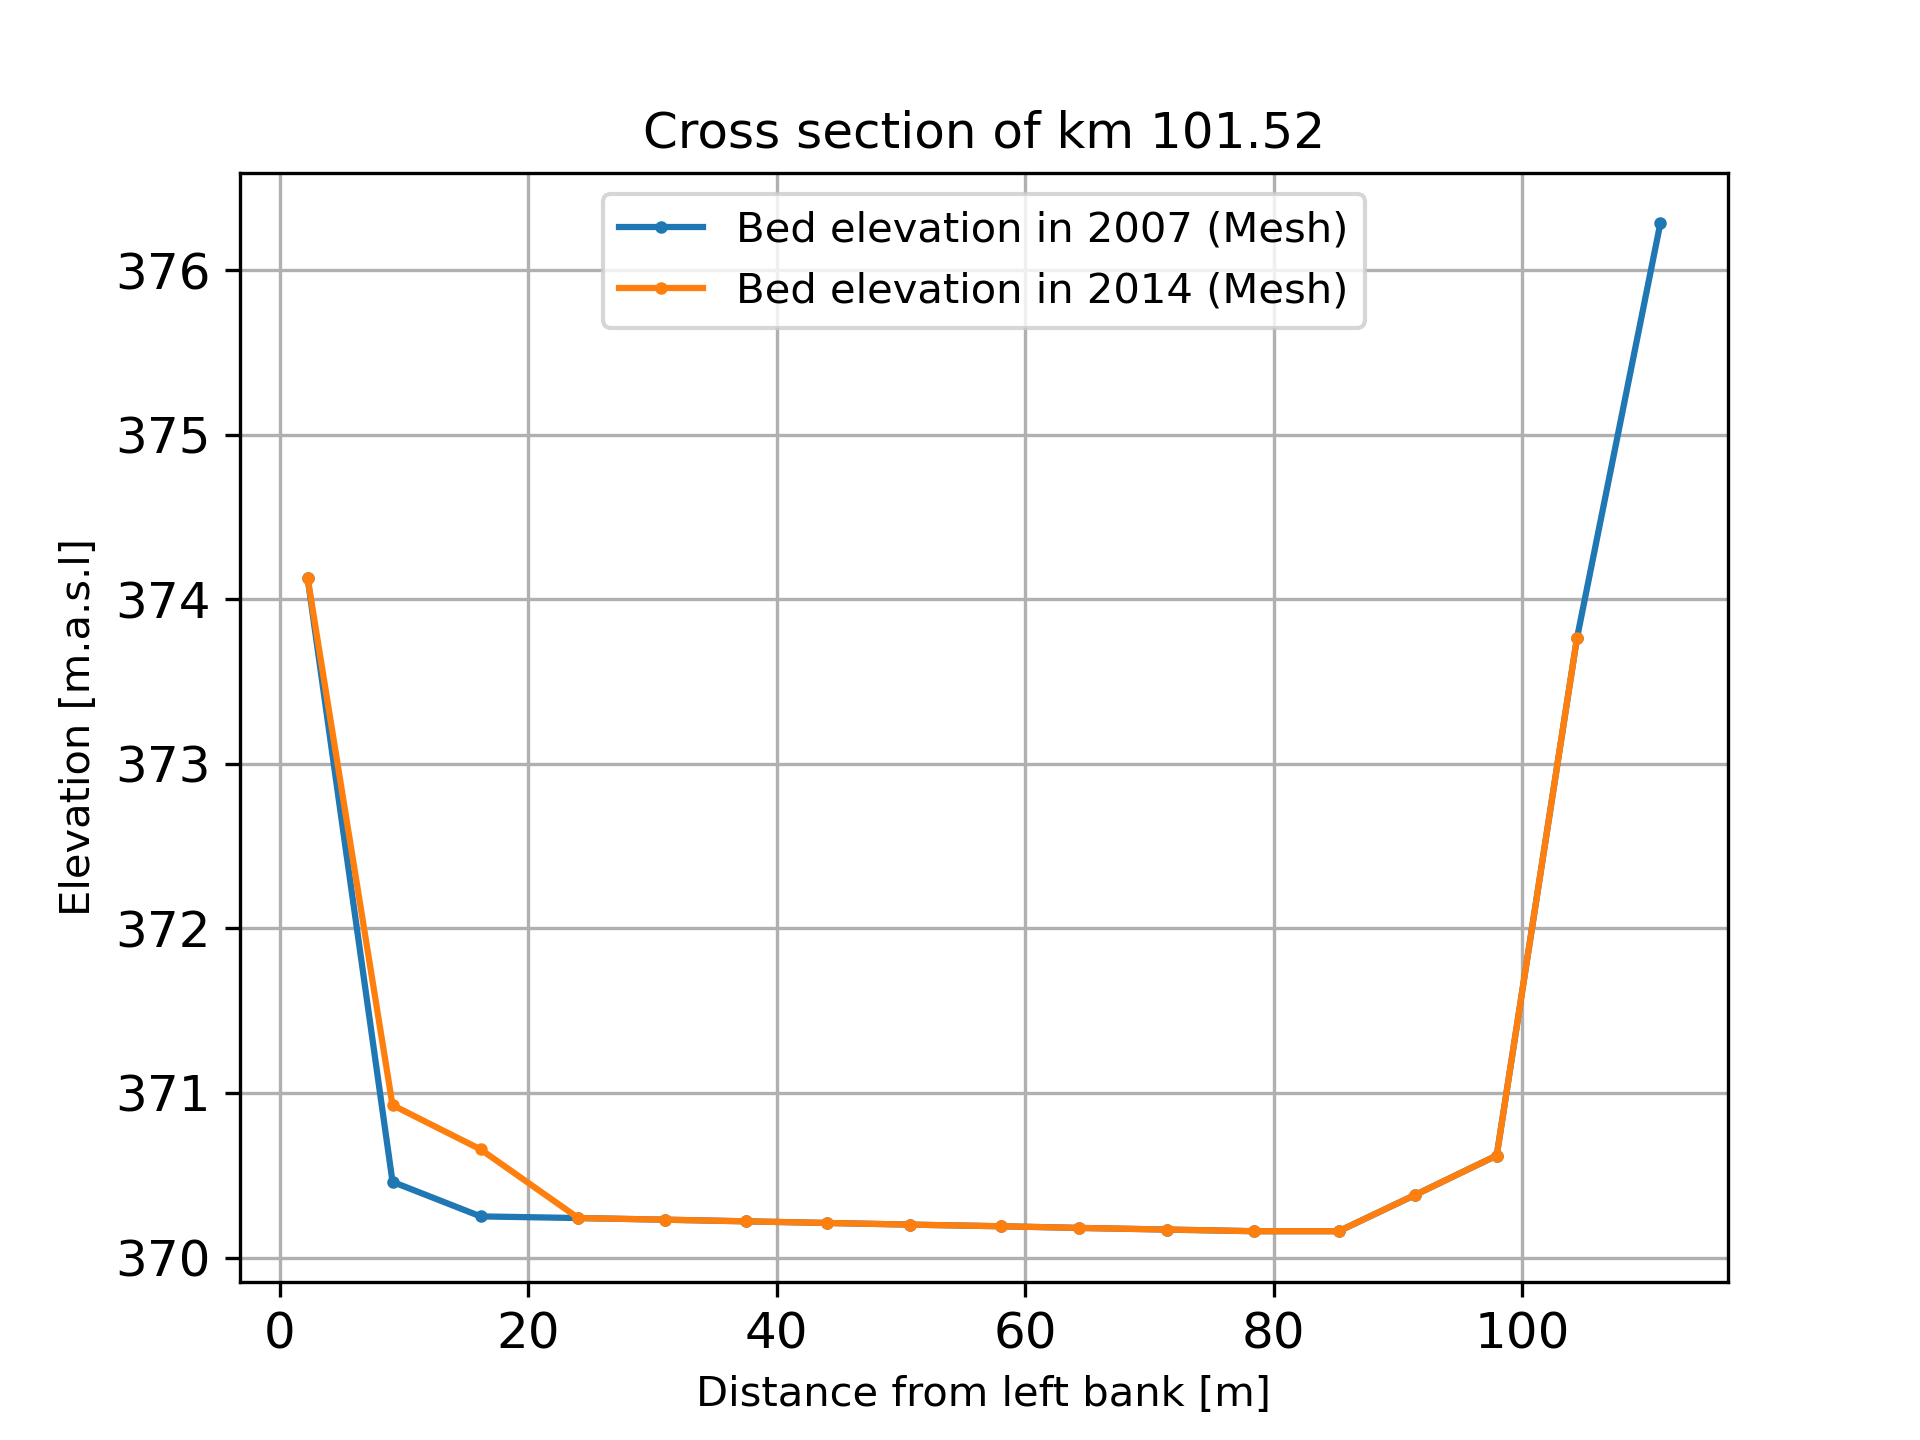 Cross section of km 101.52
Bed elevation in 2007 (Mesh)
Bed elevation in 2014 (Mesh)
Elevation [m.a.s.l]
376
375
374
373
372
371
370
0 20 40 60 80 100
Distance from left bank [m]